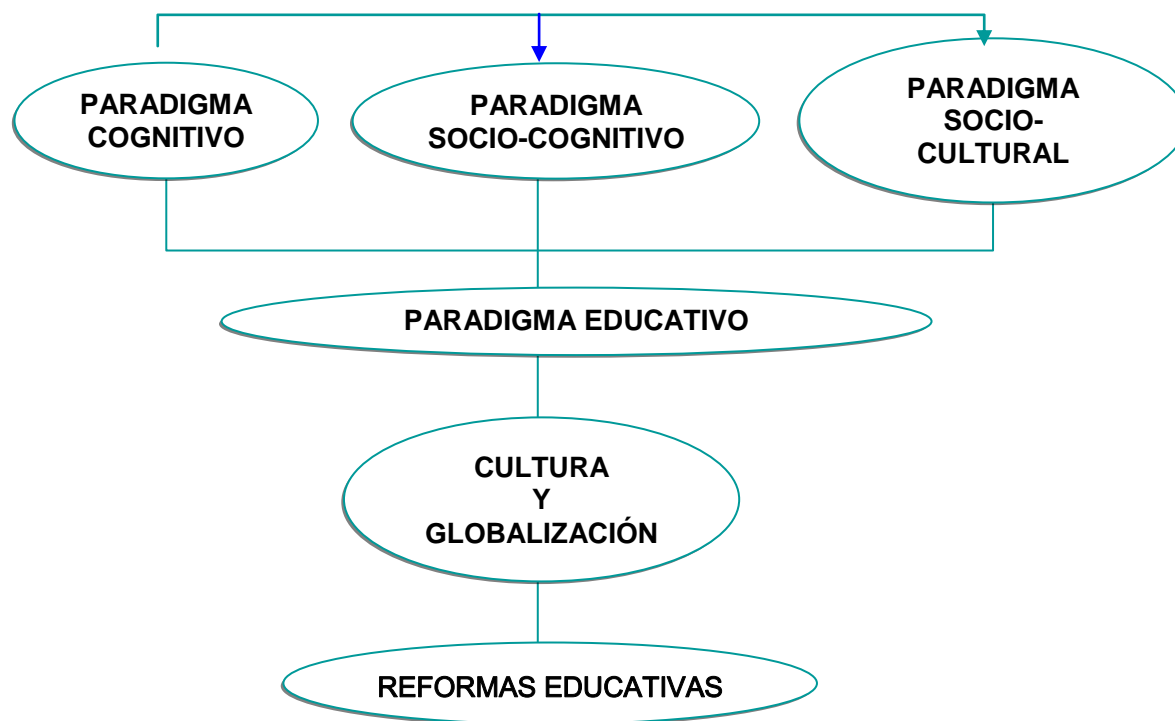 PARADIGMA
COGNITIVO
PARADIGMA
SOCIO-COGNITIVO
PARADIGMA
SOCIO-
CULTURAL
PARADIGMA EDUCATIVO
CULTURA
Y
GLOBALIZACIÓN
REFORMAS EDUCATIVAS